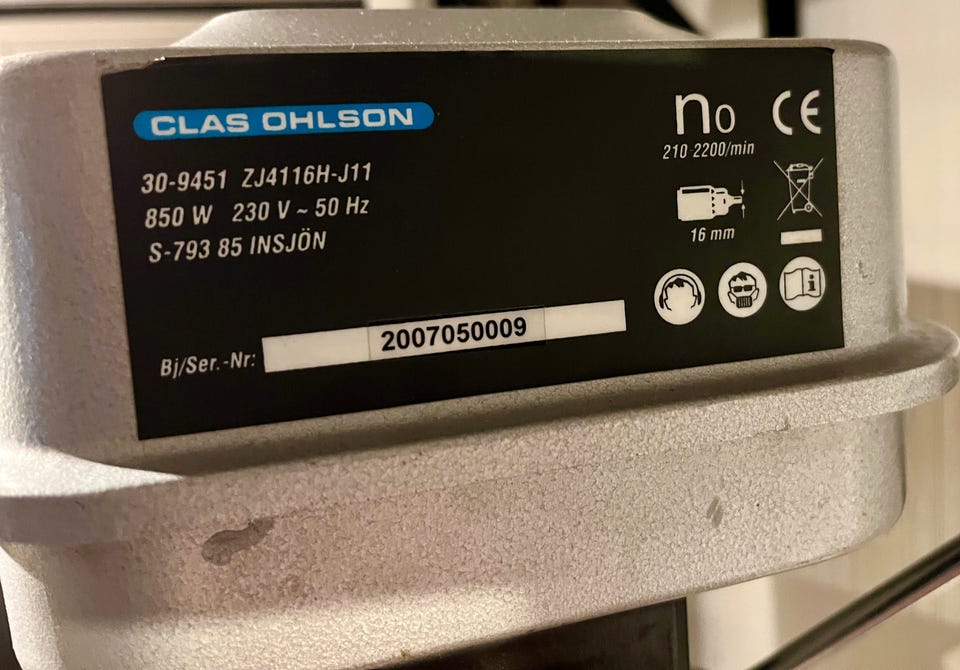 CLAS OHLSON
30-9451 ZJ4116H-J11
850 W 230 V ~ 50 Hz
S-793 85 INSJÖN
Bj/Ser.-Nr: 2007050009
no
210-2200/min
16 mm
CE
i